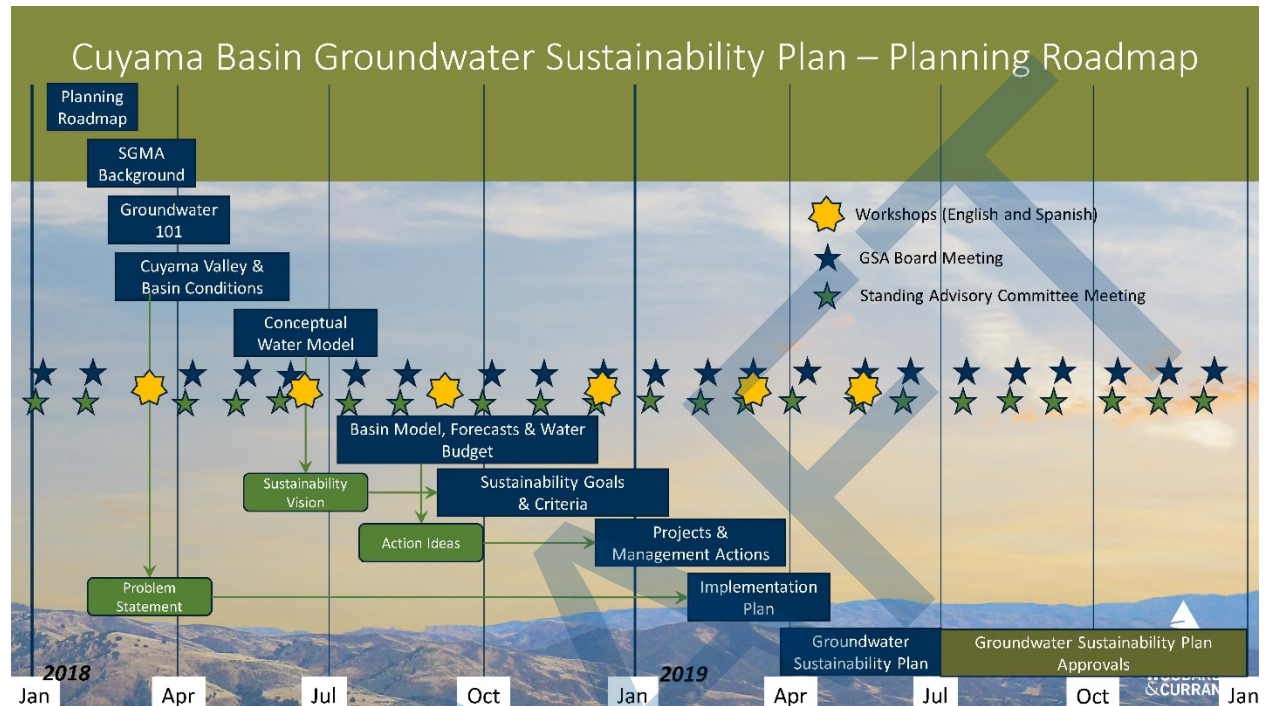 Cuyama Basin Groundwater Sustainability Plan – Planning Roadmap
Planning
Roadmap
SGMA
Background
Groundwater
101
Cuyama Valley &
Basin Conditions
Conceptual
Water Model
Workshops (English and Spanish)
GSA Board Meeting
Standing Advisory Committee Meeting
Basin Model, Forecasts & Water
Budget
Sustainability
Vision
Sustainability Goals
& Criteria
Action Ideas
Projects &
Management Actions
Problem
Statement
Implementation
Plan
Groundwater
Sustainability Plan
Groundwater Sustainability Plan
Approvals
2018
2019
Jan
Apr
Jul
Oct
Jan
Apr
Jul
Oct
Jan
&CURRAN